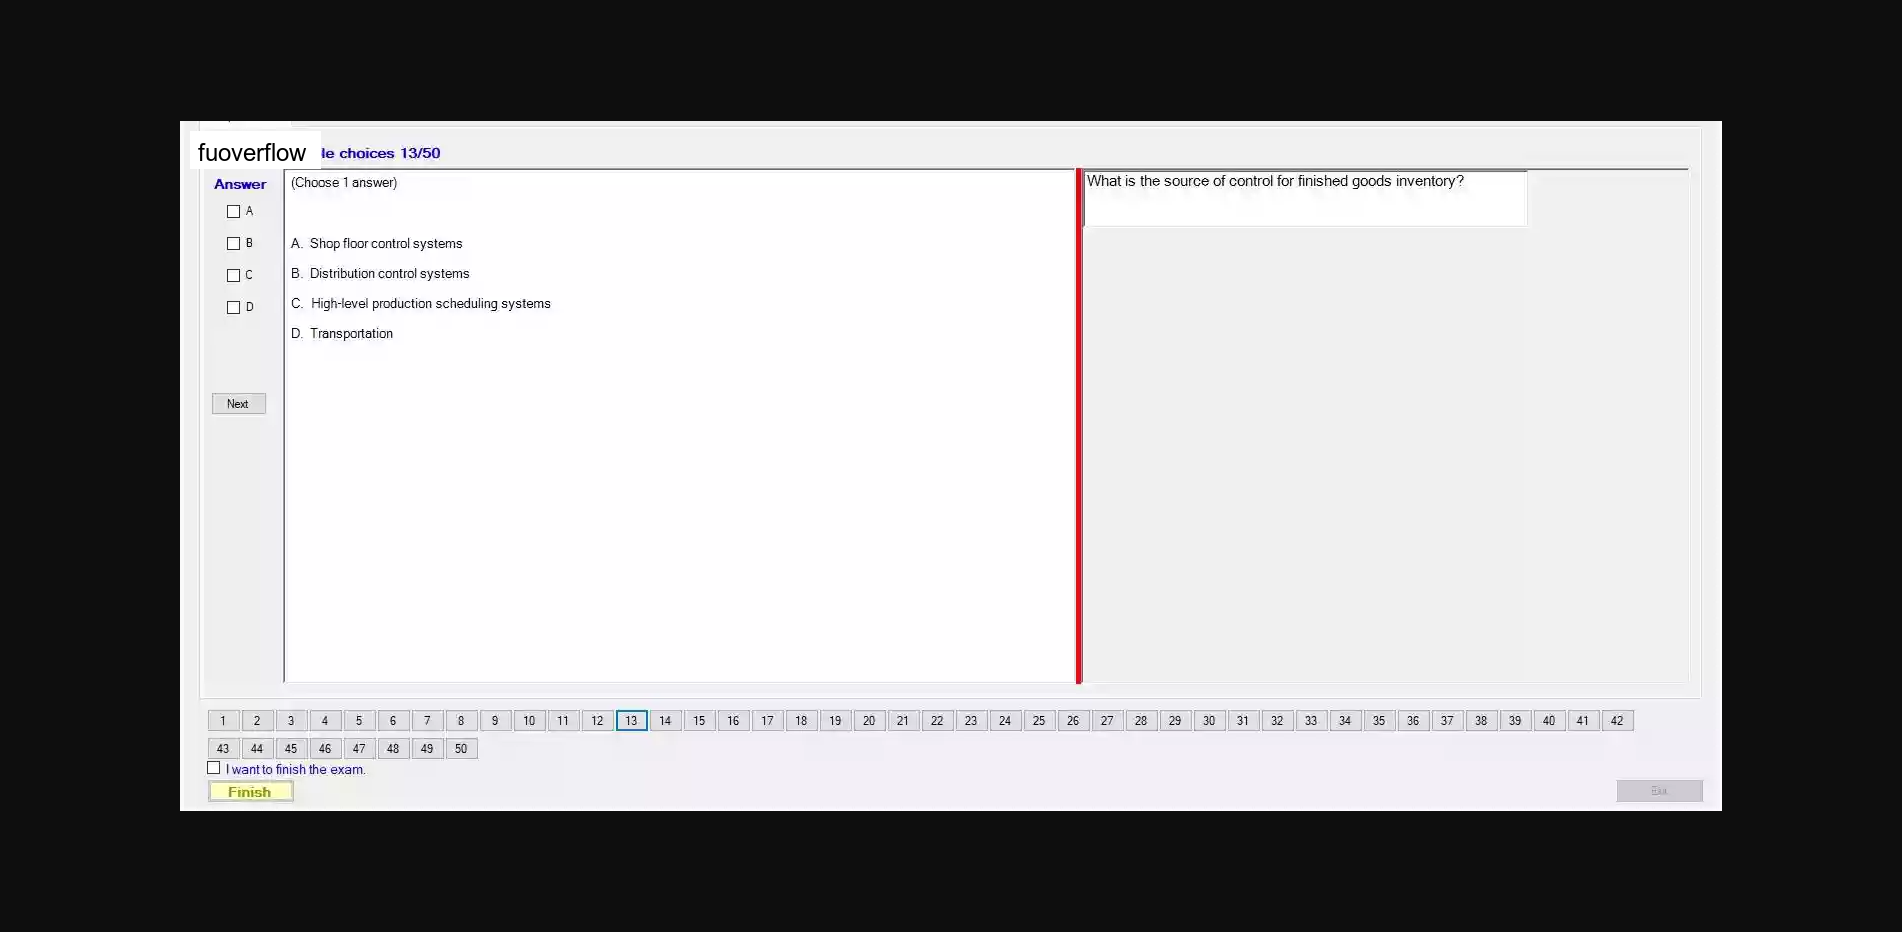 fuoverflow
le choices 13/50
Answer
A
B
C
D
Next
(Choose 1 answer)
A. Shop floor control systems
B. Distribution control systems
C. High-level production scheduling systems
D. Transportation
What is the source of control for finished goods inventory?
1 2 3 4 5 6 7 8 9 10 11 12 13 14 15 16 17 18 19 20 21 22 23 24 25 26 27 28 29 30 31 32 33 34 35 36 37 38 39 40 41 42
43 44 45 46 47 48 49 50
I want to finish the exam.
Finish
Exit